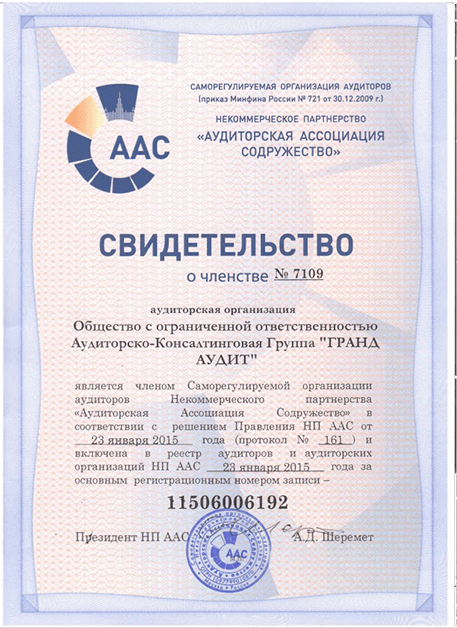 ААС
САМОРЕГУЛИРУЕМАЯ ОРГАНИЗАЦИЯ АУДИТОРОВ
(приказ Минфина России № 721 от 30.12.2009 г.)
НЕКОММЕРЧЕСКОЕ ПАРТНЕРСТВО
«АУДИТОРСКАЯ АССОЦИАЦИЯ
СОДРУЖЕСТВО»
СВИДЕТЕЛЬСТВО
о членстве № 7109
аудиторская организация
Общество с ограниченной ответственностью
Аудиторско-Консалтинговая Группа "ГРАНД
АУДИТ"
является членом Саморегулируемой организации
аудиторов Некоммерческого партнерства
«Аудиторская Ассоциация Содружество» в
соответствии с решением Правления НП ААС от
23 января 2015 года (протокол № 161) и
включена в реестр аудиторов и аудиторских
организаций НП ААС 23 января 2015 года за
основным регистрационным номером записи –
11506006192
Президент НП ААС А.Д. Шеремет
ААС